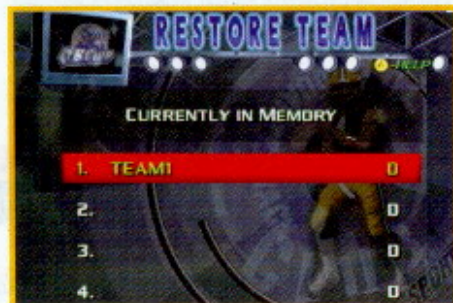 RESTORE TEAM
HELP
CURRENTLY IN MEMORY
1. TEAM1 0
2. 0
3. 0
4. 0